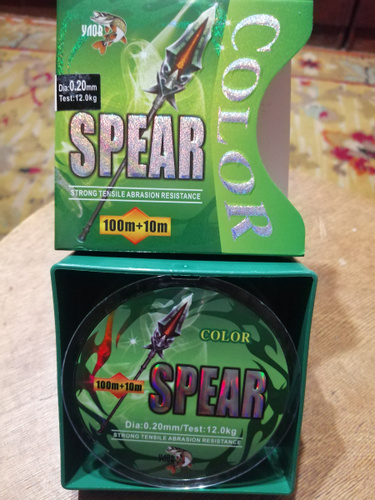 УЛОВ
Dia:0.20mm
Test:12.0kg
COLOR
SPEAR
STRONG TENSILE ABRASION RESISTANCE
100m+10m
COLOR
100m+10m
SPEAR
Dia:0.20mm/Test:12.0kg
STRONG TENSILE ABRASION RESISTANCE